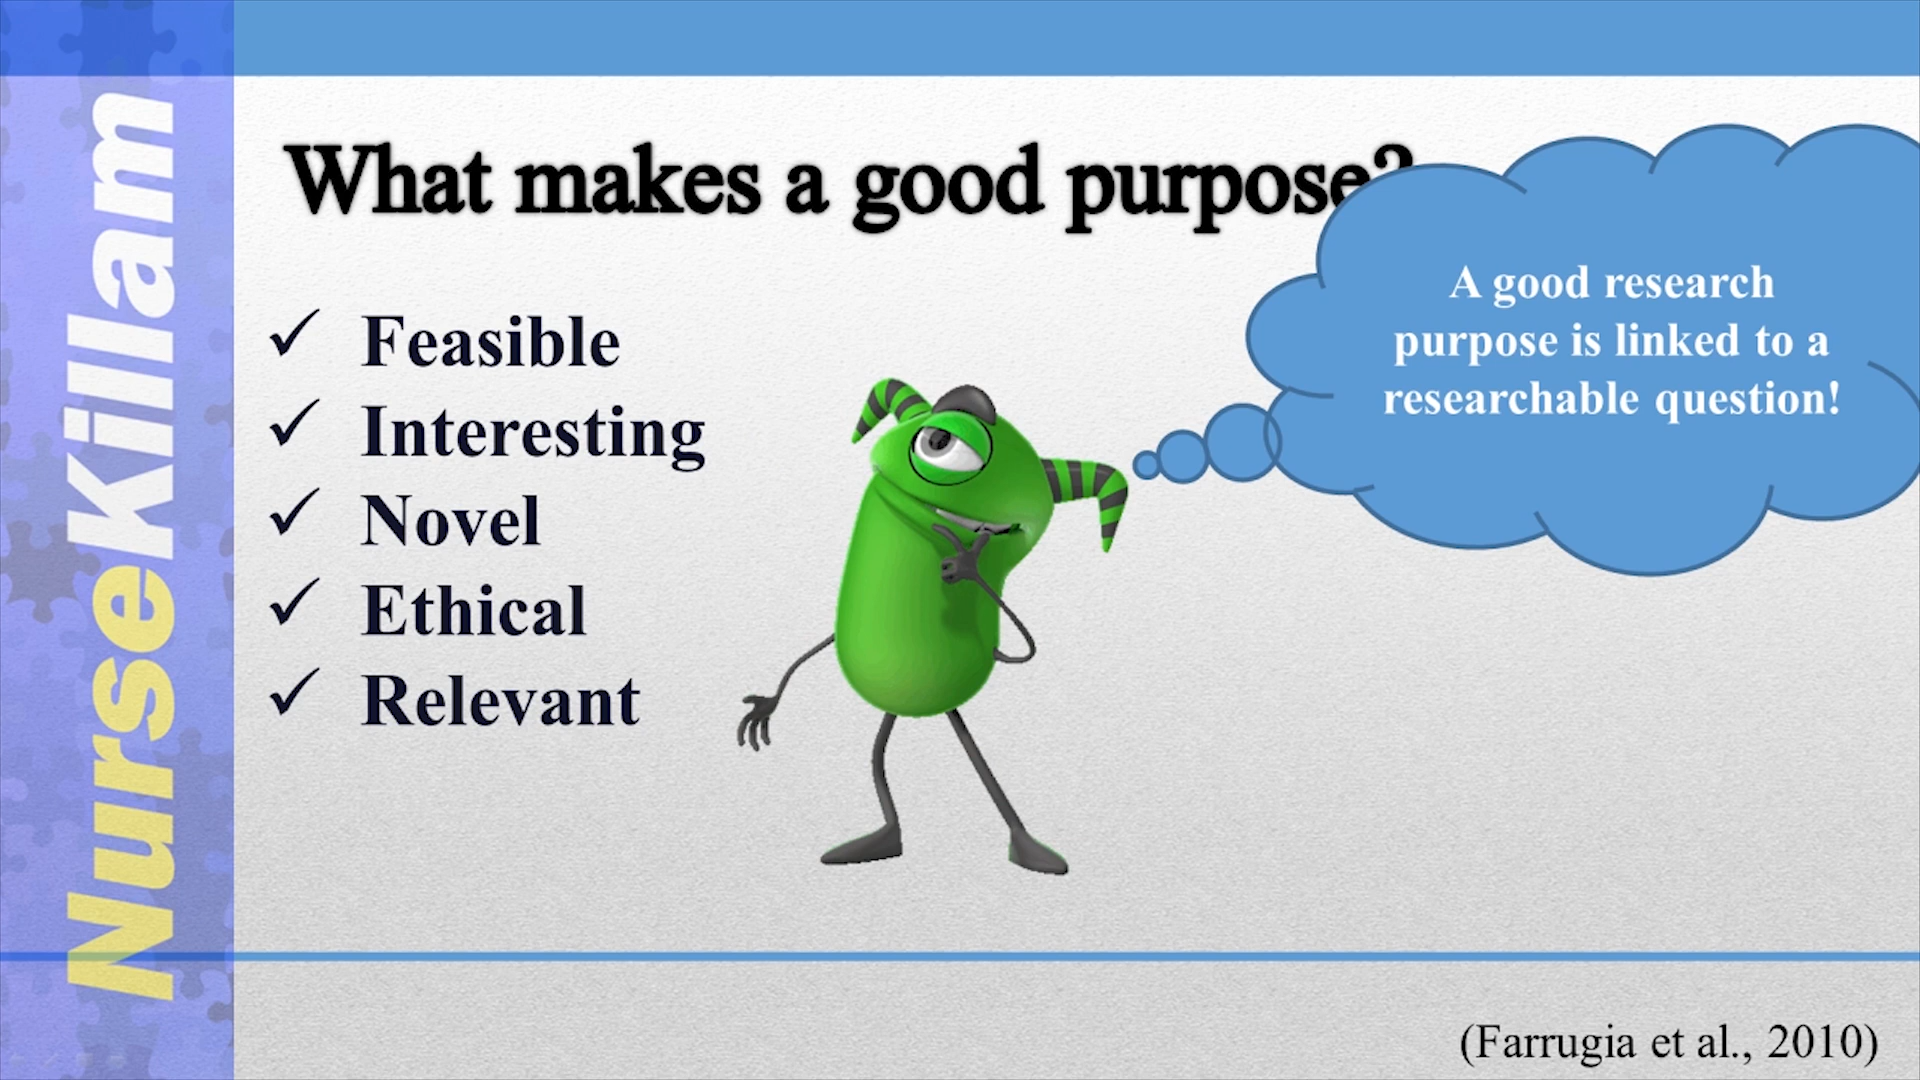 What makes a good purpose?
✓ Feasible
✓ Interesting
✓ Novel
✓ Ethical
✓ Relevant
A good research
purpose is linked to a
researchable question!
NurseKillam
(Farrugia et al., 2010)